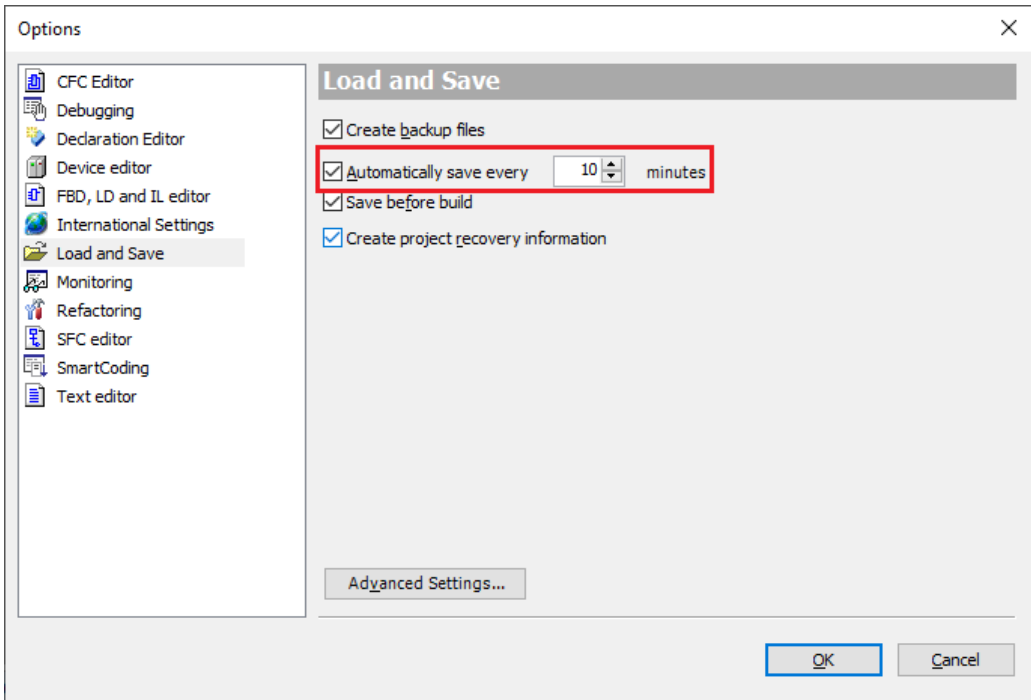 Options
CFC Editor
Debugging
Declaration Editor
Device editor
FBD, LD and IL editor
International Settings
Load and Save
Monitoring
Refactoring
SFC editor
SmartCoding
Text editor
Load and Save
Create backup files
Automatically save every 10 minutes
Save before build
Create project recovery information
Advanced Settings...
OK Cancel